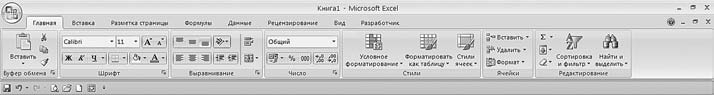 Книга1 - Microsoft Excel
Главная Вставка Разметка страницы Формулы Данные Рецензирование Вид Разработчик
Calibri 11 A A Общий Вставить
Вставить Ж К Ч % 000 Условное форматирование Форматировать как таблицу Стили ячеек Удалить Σ Сортировка и фильтр Найти и выделить
Формат
Буфер обмена Шрифт Выравнивание Число Стили Ячейки Редактирование